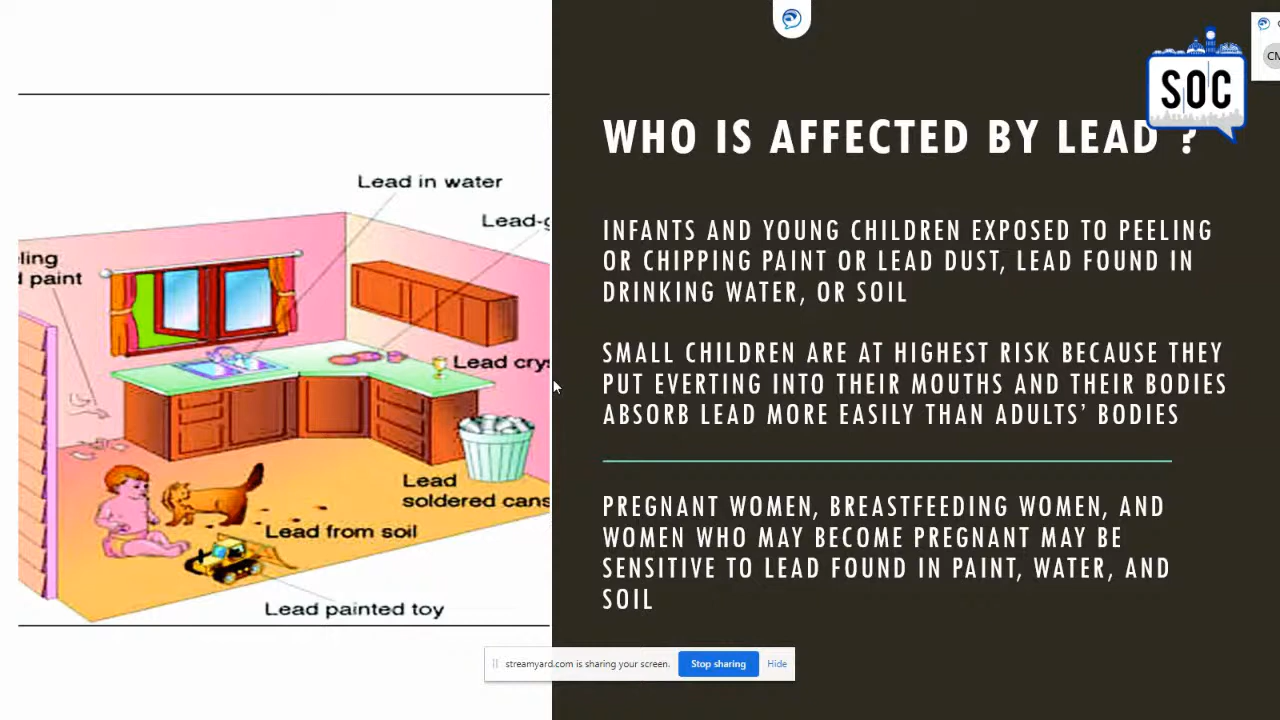 SOC
CM
WHO IS AFFECTED BY LEAD ?
INFANTS AND YOUNG CHILDREN EXPOSED TO PEELING
OR CHIPPING PAINT OR LEAD DUST, LEAD FOUND IN
DRINKING WATER, OR SOIL
SMALL CHILDREN ARE AT HIGHEST RISK BECAUSE THEY
PUT EVERTING INTO THEIR MOUTHS AND THEIR BODIES
ABSORB LEAD MORE EASILY THAN ADULTS' BODIES
PREGNANT WOMEN, BREASTFEEDING WOMEN, AND
WOMEN WHO MAY BECOME PREGNANT MAY BE
SENSITIVE TO LEAD FOUND IN PAINT, WATER, AND
SOIL
Lead in water
Lead-g
ling
d paint
Lead crys
Lead
soldered cans
Lead from soil
Lead painted toy
streamyard.com is sharing your screen.
Stop sharing
Hide